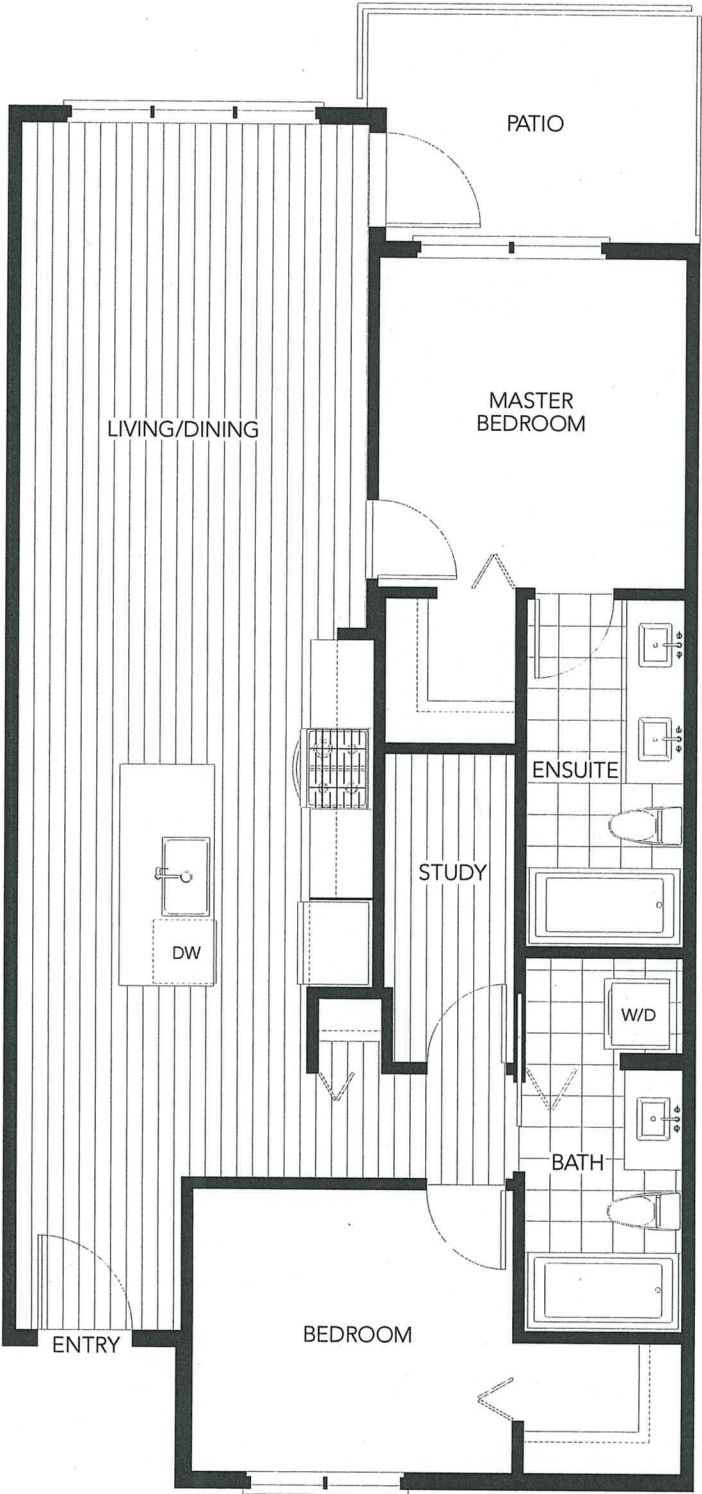 PATIO
LIVING/DINING
MASTER
BEDROOM
ENSUITE
STUDY
DW
W/D
BATH
BEDROOM
ENTRY